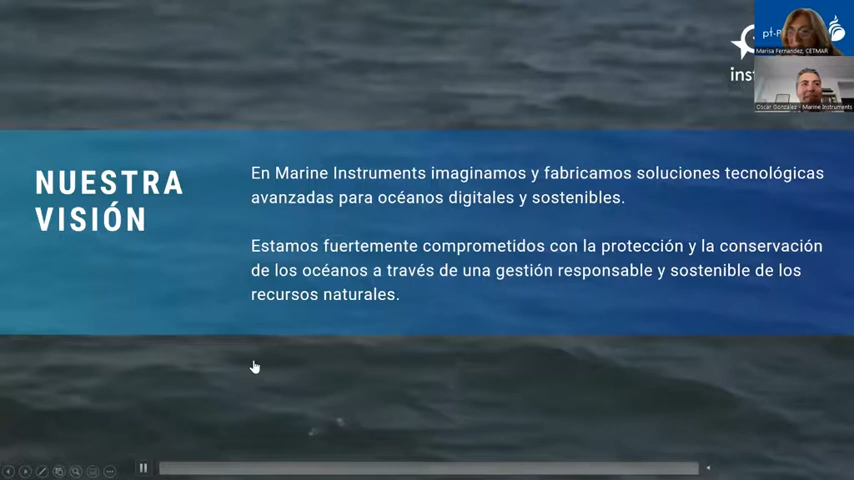 NUESTRA
VISIÓN
En Marine Instruments imaginamos y fabricamos soluciones tecnológicas
avanzadas para océanos digitales y sostenibles.
Estamos fuertemente comprometidos con la protección y la conservación
de los océanos a través de una gestión responsable y sostenible de los
recursos naturales.
Marisa Fernandez, CETMAR
Oscar Gonzalez - Marine Instruments